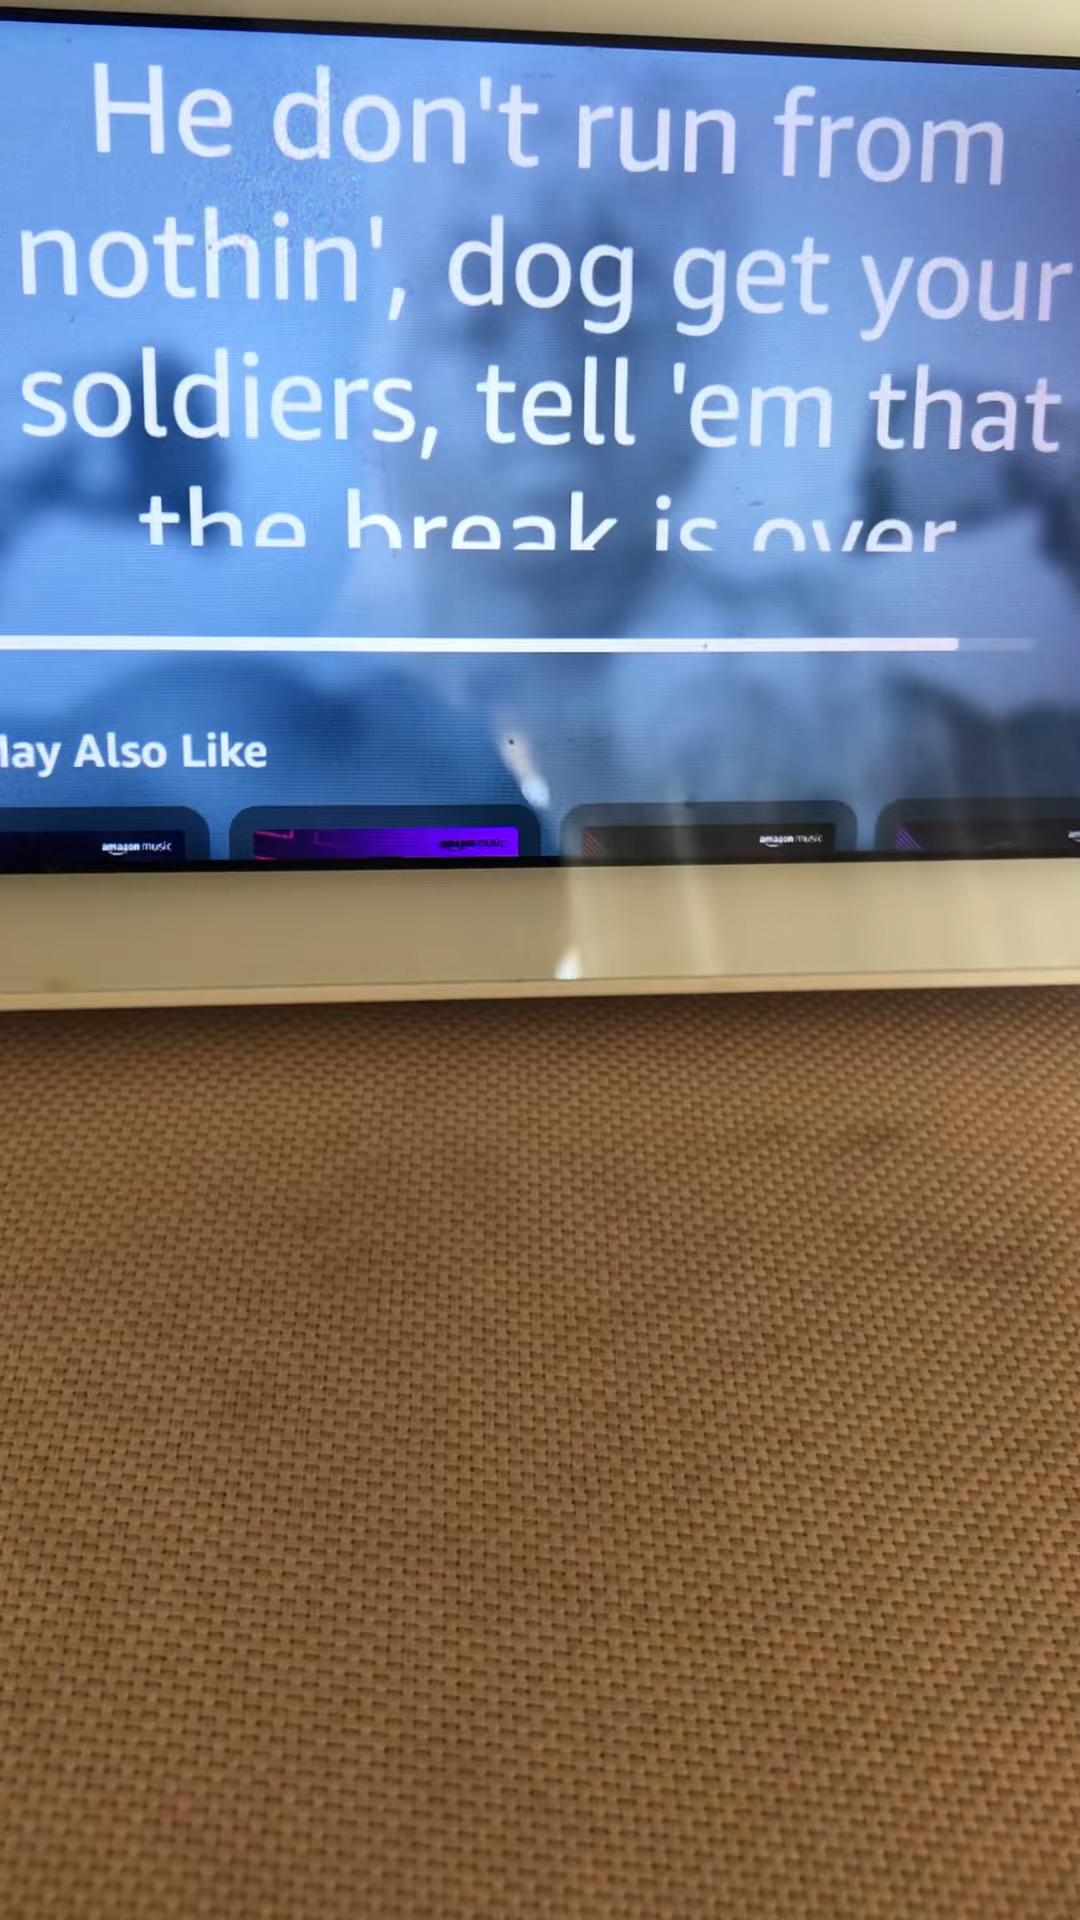 He don't run from
nothin', dog get your
soldiers, tell 'em that
the break is over
May Also Like
amazon music
amazon music
amazon music